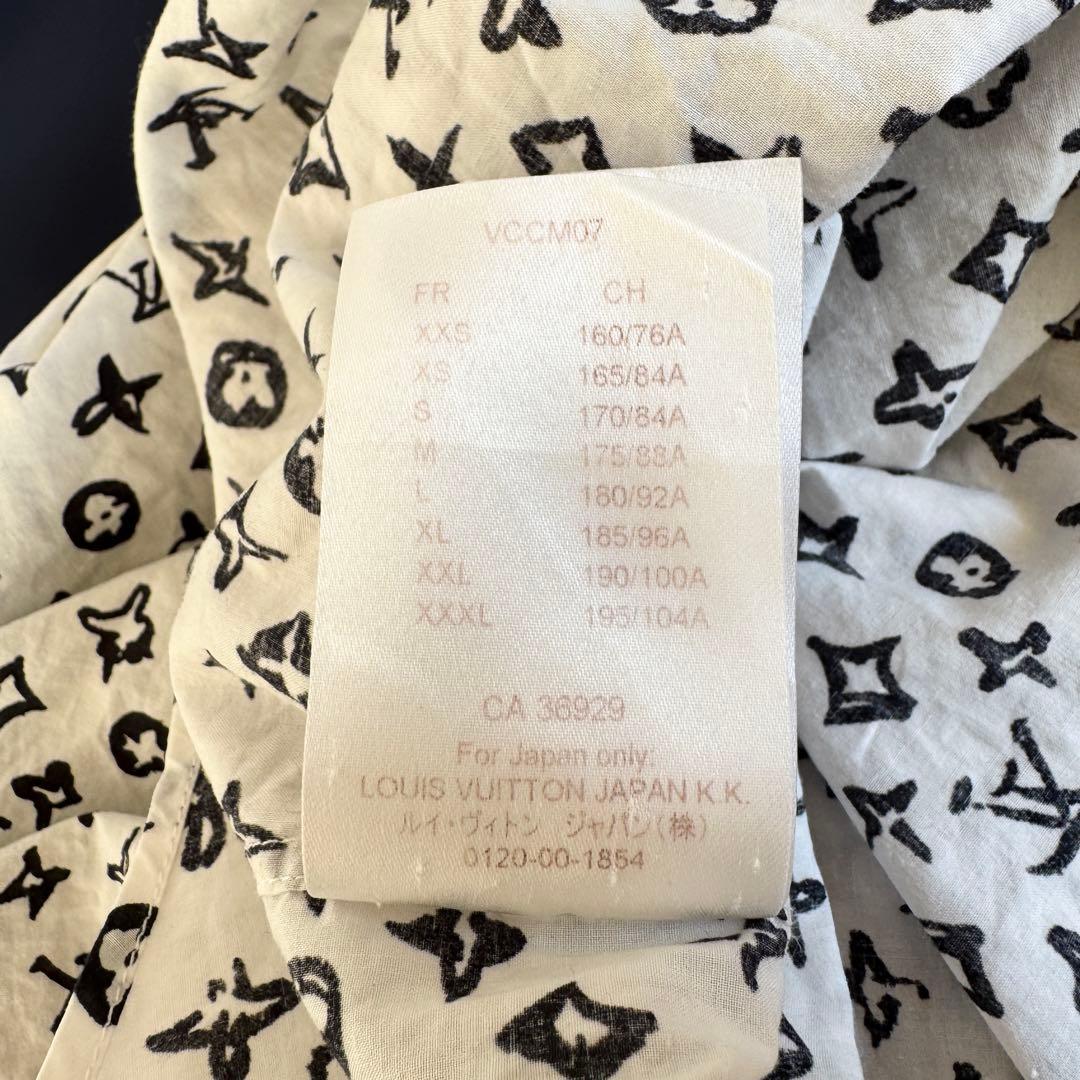 VCCM07
FR CH
XXS 160/76A
XS 165/84A
S 170/84A
M 175/88A
L 180/92A
XL 185/96A
XXL 190/100A
XXXL 195/104A
CA 36929
For Japan only:
LOUIS VUITTON JAPAN K.K.
ルイ・ヴィトン ジャパン(株)
0120-00-1854